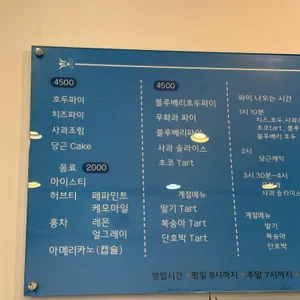 4500
호두파이
치즈파이
사과조림
당근 Cake
음료 2000
아이스티
허브티 페파민트
케모마일
홍차 레몬
얼그레이
아메리카노(캡슐)
4500
블루베리호두파이
무화과 파이
블루베리파이
사과 슬라이스
초코 Tart
계절메뉴
딸기 Tart
복숭아 Tart
단호박 Tart
파이 나오는 시간
1시 10분
치즈,호두,사과
초코tart, 블루
블루베리 호두
2시
당근케익
3시 30분~4시
사과 슬라이스
계절메뉴
딸기
복숭아
단호박
영업시간 · 평일 8시까지 · 주말 7시까지